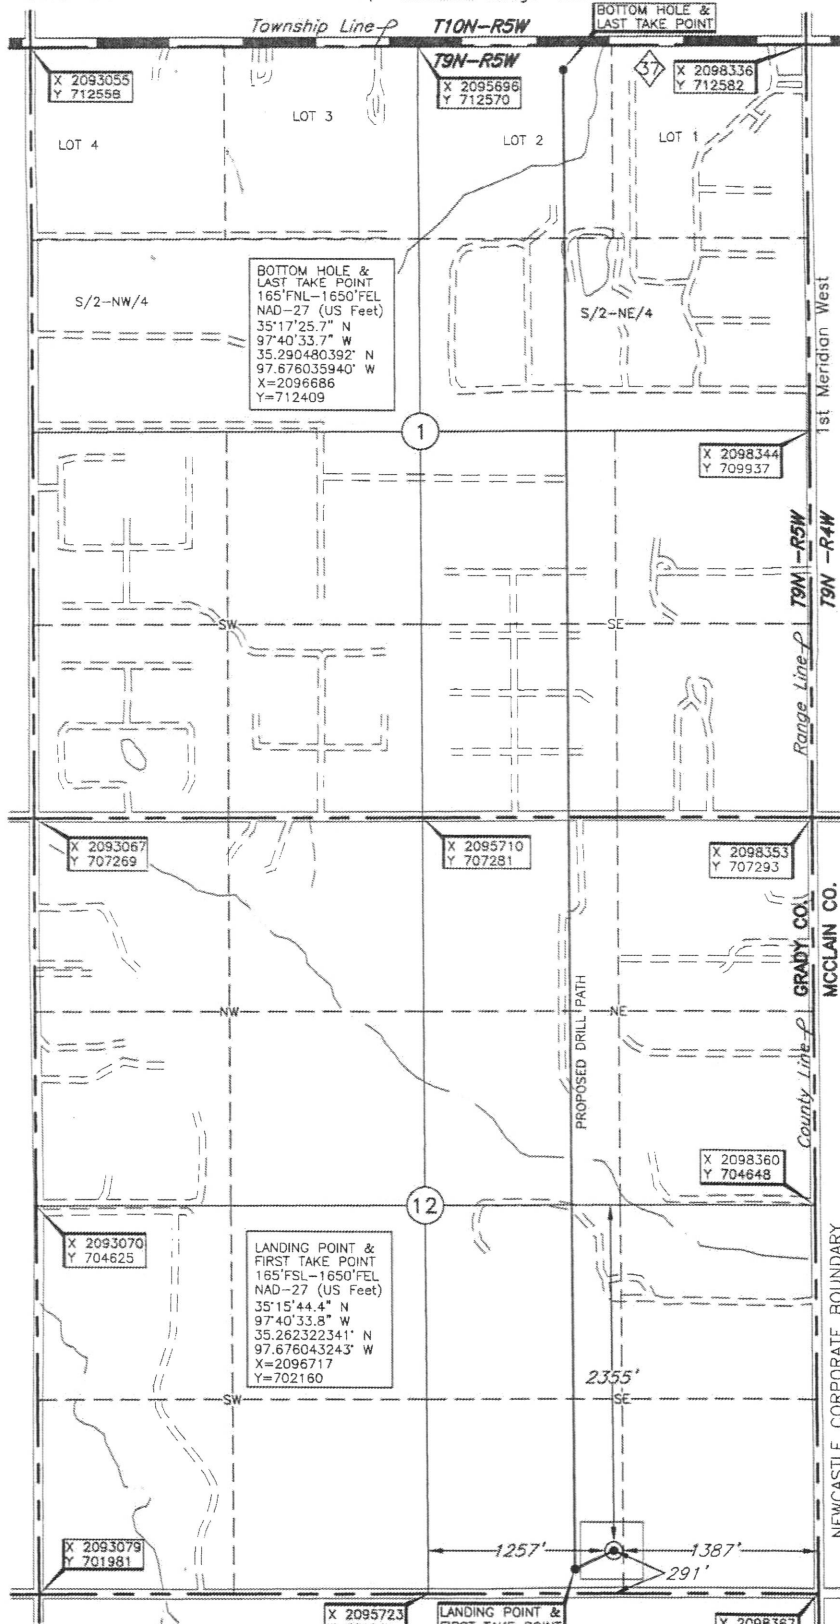 Township Line
T10N-R5W
BOTTOM HOLE &
LAST TAKE POINT
T9N-R5W
37
X 2093055
Y 712558
X 2095696
Y 712570
X 2098336
Y 712582
LOT 4
LOT 3
LOT 2
LOT 1
BOTTOM HOLE &
LAST TAKE POINT
165'FNL-1650'FEL
NAD-27 (US Feet)
35°17'25.7" N
97°40'33.7" W
35.290480392° N
97.676035940° W
X=2096686
Y=712409
S/2-NW/4
S/2-NE/4
1st Meridian West
1
X 2098344
Y 709937
Range Line
T9N-R5W
T9N-R4W
SW
SE
X 2093067
Y 707269
X 2095710
Y 707281
X 2098353
Y 707293
County Line
GRADY CO.
MCCLAIN CO.
NW
PROPOSED DRILL PATH
NE
X 2098360
Y 704648
12
X 2093070
Y 704625
LANDING POINT &
FIRST TAKE POINT
165'FSL-1650'FEL
NAD-27 (US Feet)
35°15'44.4" N
97°40'33.8" W
35.262322341° N
97.676043243° W
X=2096717
Y=702160
NEWCASTLE CORPORATE BOUNDARY
2355'
SW
SE
X 2093079
Y 701981
1257'
1387'
291'
X 2095723
LANDING POINT &
FIRST TAKE POINT
X 2098367